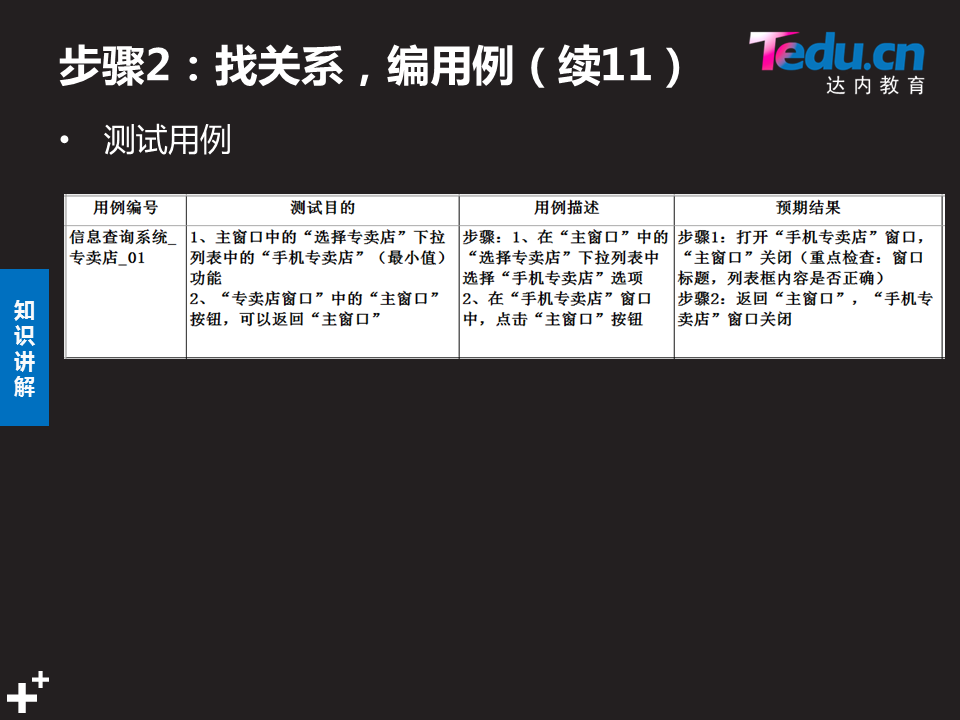 步骤2：找关系，编用例（续11）
Tedu.cn
达内教育
• 测试用例
用例编号
测试目的
用例描述
预期结果
信息查询系统_
专卖店_01
1、主窗口中的“选择专卖店”下拉
列表中的“手机专卖店”（最小值）
功能
2、“专卖店窗口”中的“主窗口”
按钮，可以返回“主窗口”
步骤：1、在“主窗口”中的
“选择专卖店”下拉列表中
选择“手机专卖店”选项
2、在“手机专卖店”窗口
中，点击“主窗口”按钮
步骤1：打开“手机专卖店”窗口，
“主窗口”关闭（重点检查：窗口
标题，列表框内容是否正确）
步骤2：返回“主窗口”，“手机专
卖店”窗口关闭
知
识
讲
解